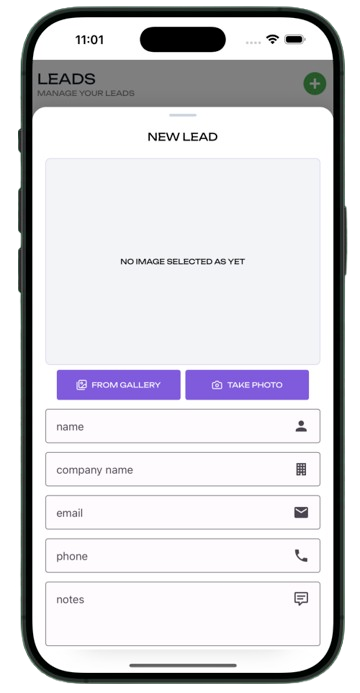 11:01
LEADS
MANAGE YOUR LEADS
NEW LEAD
NO IMAGE SELECTED AS YET
FROM GALLERY
TAKE PHOTO
name
company name
email
phone
notes